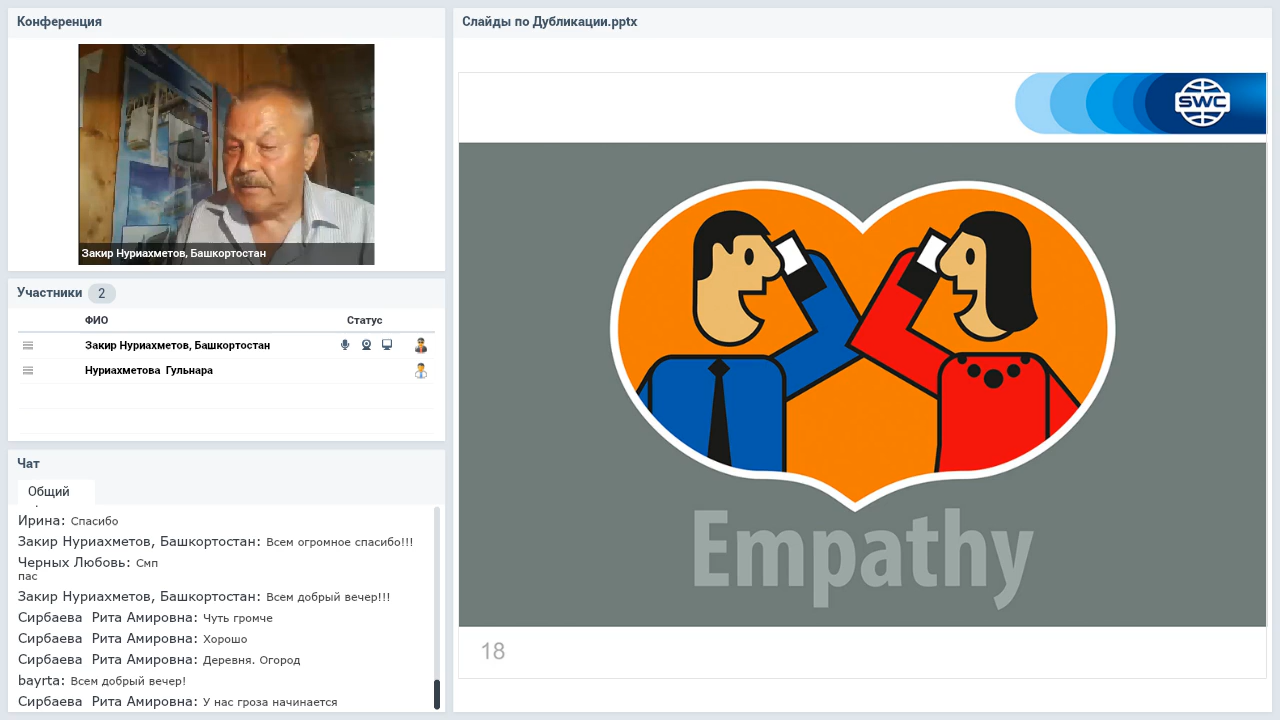 Конференция
Закир Нуриахметов, Башкортостан
Участники 2
ФИО Статус
Закир Нуриахметов, Башкортостан
Нуриахметова Гульнара
Чат
Общий
Ирина: Спасибо
Закир Нуриахметов, Башкортостан: Всем огромное спасибо!!!
Черных Любовь: Смп
пас
Закир Нуриахметов, Башкортостан: Всем добрый вечер!!!
Сирбаева Рита Амировна: Чуть громче
Сирбаева Рита Амировна: Хорошо
Сирбаева Рита Амировна: Деревня. Огород
bayrta: Всем добрый вечер!
Сирбаева Рита Амировна: У нас гроза начинается
Слайды по Дубликации.pptx
SWC
Empathy
18